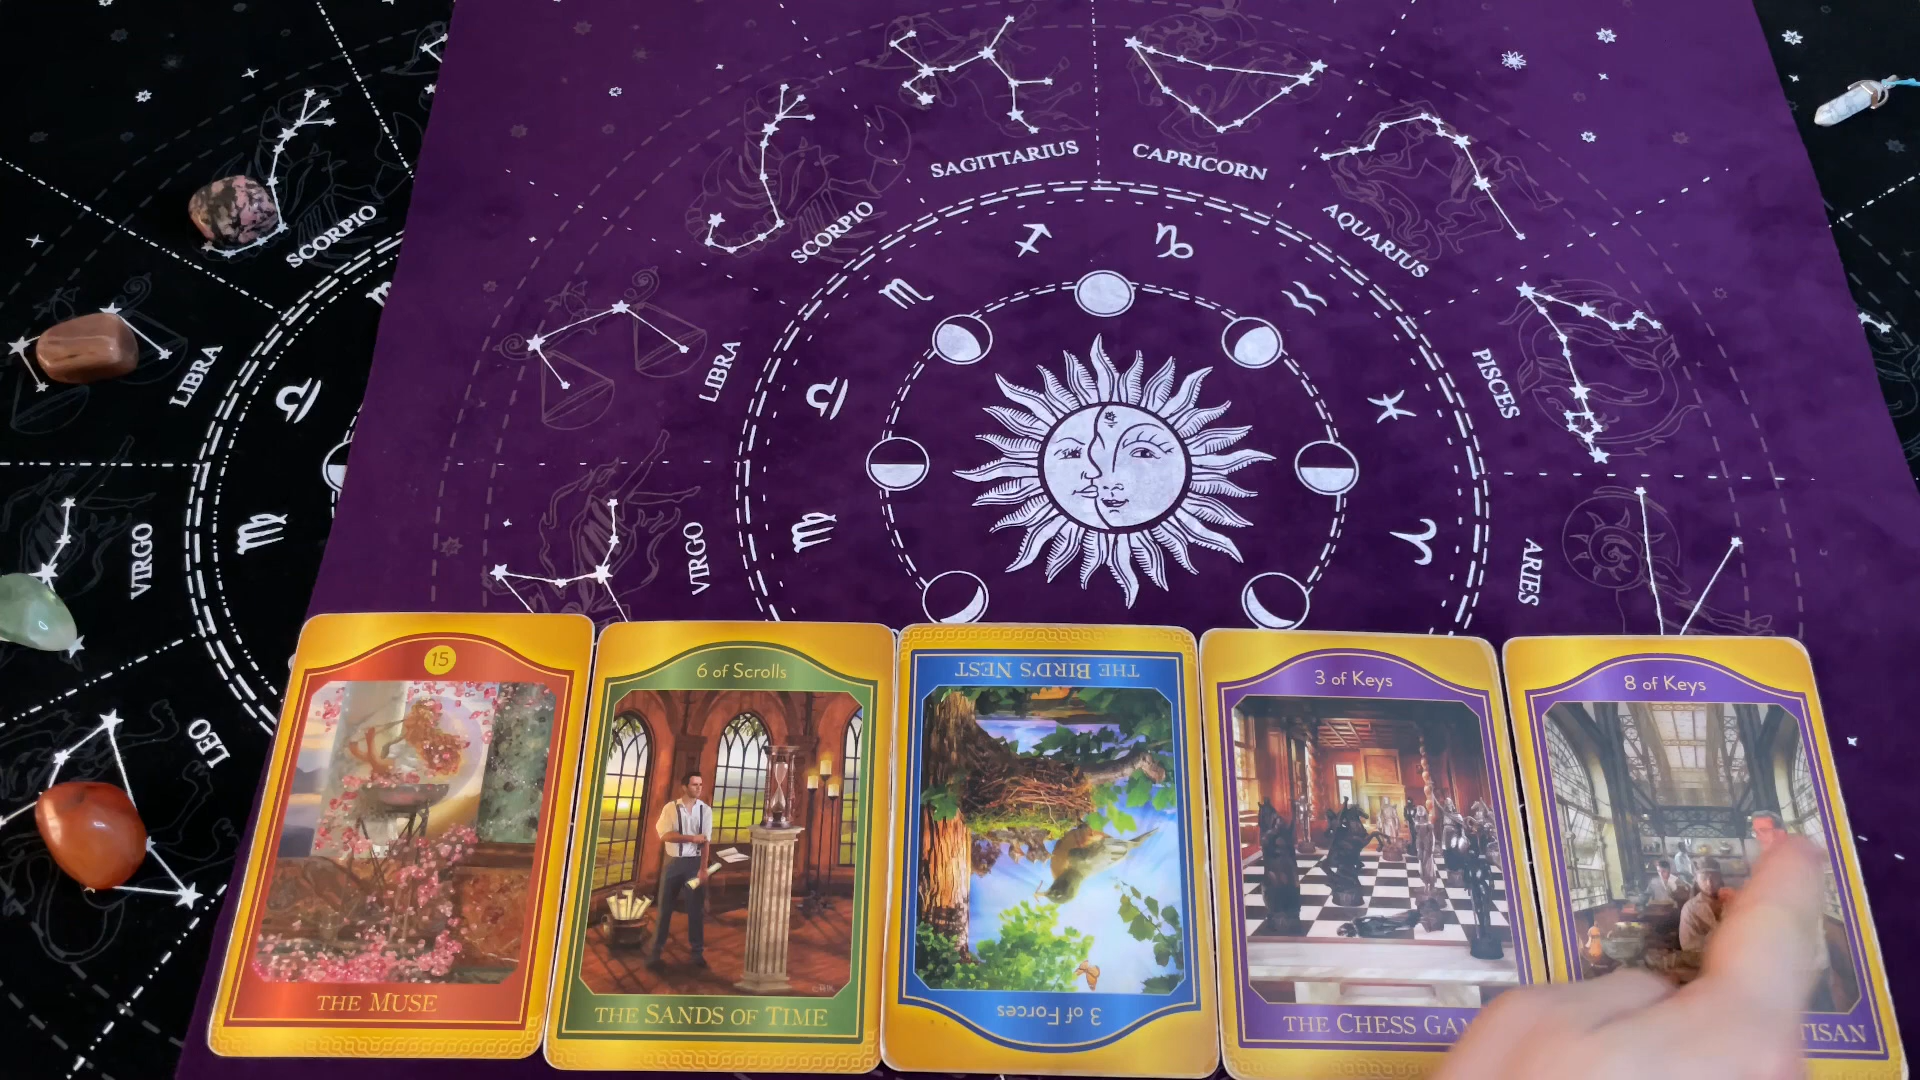 SAGITTARIUS
CAPRICORN
SCORPIO
AQUARIUS
SCORPIO
LIBRA
PISCES
LIBRA
VIRGO
VIRGO
ARIES
LEO
15
THE MUSE
6 of Scrolls
THE SANDS OF TIME
THE BIRD'S NEST
3 of Forces
3 of Keys
THE CHESS GAM
8 of Keys
TISAN